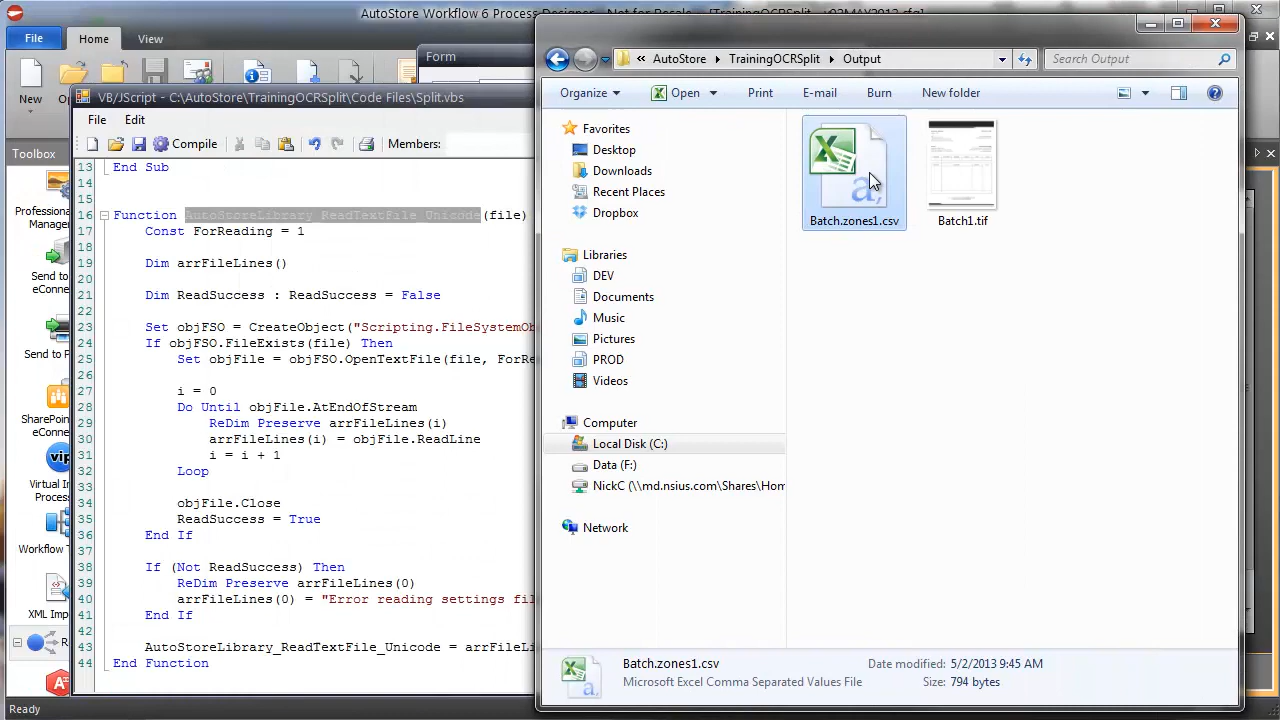 AutoStore Workflow 6 Process Designer - Not for Resale - [TrainingOCRSplit - v02MAY2013.cfg]
File
Home
View
New
Form
VB/JScript - C:\AutoStore\TrainingOCRSplit\Code Files\Split.vbs
File
Edit
Compile
Members:
Toolbox
Professional
Manager
Send to
eConne
Send to P
SharePoin
eConnec
vip
Virtual In
Process
Workflow T
XML Imp
Ready
13 End Sub
14
15
16 Function AutoStoreLibrary_ReadTextFile_Unicode(file)
17 Const ForReading = 1
18
19 Dim arrFileLines()
20
21 Dim ReadSuccess : ReadSuccess = False
22
23 Set objFSO = CreateObject("Scripting.FileSystemOb
24 If objFSO.FileExists(file) Then
25 Set objFile = objFSO.OpenTextFile(file, ForRe
26
27 i = 0
28 Do Until objFile.AtEndOfStream
29 ReDim Preserve arrFileLines(i)
30 arrFileLines(i) = objFile.ReadLine
31 i = i + 1
32 Loop
33
34 objFile.Close
35 ReadSuccess = True
36 End If
37
38 If (Not ReadSuccess) Then
39 ReDim Preserve arrFileLines(0)
40 arrFileLines(0) = "Error reading settings fil
41 End If
42
43 AutoStoreLibrary_ReadTextFile_Unicode = arrFileLi
44 End Function
« AutoStore TrainingOCRSplit Output
Search Output
Organize
Open
Print
E-mail
Burn
New folder
Favorites
Desktop
Downloads
Recent Places
Dropbox
Libraries
DEV
Documents
Music
Pictures
PROD
Videos
Computer
Local Disk (C:)
Data (F:)
NickC (\\md.nsius.com\Shares\Hom
Network
Batch.zones1.csv
Batch1.tif
Batch.zones1.csv
Date modified: 5/2/2013 9:45 AM
Microsoft Excel Comma Separated Values File
Size: 794 bytes